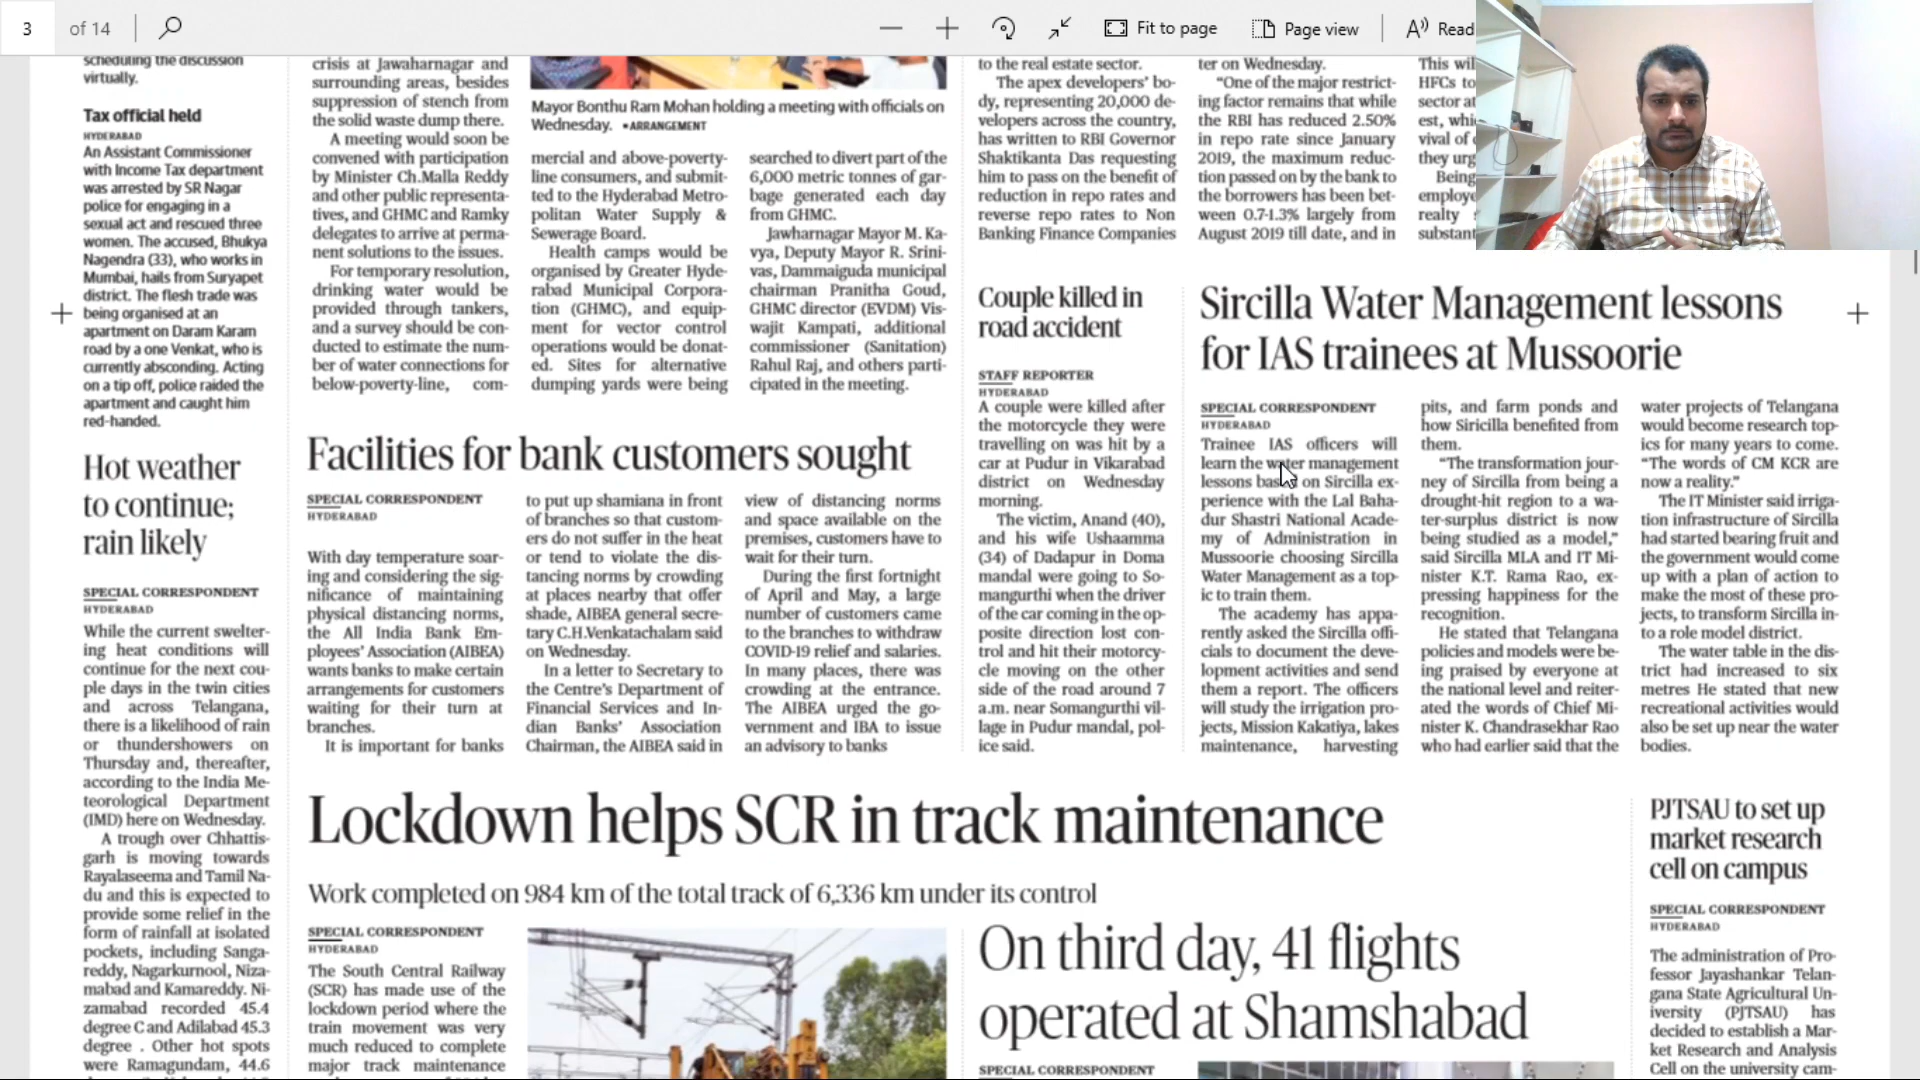 3 of 14
Fit to page
Page view
Read
scheduling the discussion
virtually.
Tax official held
HYDERABAD
An Assistant Commissioner
with Income Tax department
was arrested by SR Nagar
police for engaging in a
sexual act and rescued three
women. The accused, Bhukya
Nagendra (33), who works in
Mumbai, hails from Suryapet
district. The flesh trade was
being organised at an
apartment on Daram Karam
road by a one Venkat, who is
currently absconding. Acting
on a tip off, police raided the
apartment and caught him
red-handed.
Hot weather
to continue;
rain likely
SPECIAL CORRESPONDENT
HYDERABAD
While the current swelter-
ing heat conditions will
continue for the next cou-
ple days in the twin cities
and across Telangana,
there is a likelihood of rain
or thundershowers on
Thursday and, thereafter,
according to the India Me-
teorological Department
(IMD) here on Wednesday.
A trough over Chhattis-
garh is moving towards
Rayalaseema and Tamil Na-
du and this is expected to
provide some relief in the
form of rainfall at isolated
pockets, including Sanga-
reddy, Nagarkurnool, Niza-
mabad and Kamareddy. Ni-
zamabad recorded 45.4
degree C and Adilabad 45.3
degree . Other hot spots
were Ramagundam, 44.6
crisis at Jawaharnagar and
surrounding areas, besides
suppression of stench from
the solid waste dump there.
A meeting would soon be
convened with participation
by Minister Ch.Malla Reddy
and other public representa-
tives, and GHMC and Ramky
delegates to arrive at perma-
nent solutions to the issues.
For temporary resolution,
drinking water would be
provided through tankers,
and a survey should be con-
ducted to estimate the num-
ber of water connections for
below-poverty-line, com-
Mayor Bonthu Ram Mohan holding a meeting with officials on
Wednesday. •ARRANGEMENT
mercial and above-poverty-
line consumers, and submit-
ted to the Hyderabad Metro-
politan Water Supply &
Sewerage Board.
Health camps would be
organised by Greater Hyde-
rabad Municipal Corpora-
tion (GHMC), and equip-
ment for vector control
operations would be donat-
ed. Sites for alternative
dumping yards were being
searched to divert part of the
6,000 metric tonnes of gar-
bage generated each day
from GHMC.
Jawharnagar Mayor M. Ka-
vya, Deputy Mayor R. Srini-
vas, Dammaiguda municipal
chairman Pranitha Goud,
GHMC director (EVDM) Vis-
wajit Kampati, additional
commissioner (Sanitation)
Rahul Raj, and others parti-
cipated in the meeting.
Facilities for bank customers sought
SPECIAL CORRESPONDENT
HYDERABAD
With day temperature soar-
ing and considering the sig-
nificance of maintaining
physical distancing norms,
the All India Bank Em-
ployees' Association (AIBEA)
wants banks to make certain
arrangements for customers
waiting for their turn at
branches.
It is important for banks
to put up shamiana in front
of branches so that custom-
ers do not suffer in the heat
or tend to violate the dis-
tancing norms by crowding
at places nearby that offer
shade, AIBEA general secre-
tary C.H.Venkatachalam said
on Wednesday.
In a letter to Secretary to
the Centre's Department of
Financial Services and In-
dian Banks' Association
Chairman, the AIBEA said in
view of distancing norms
and space available on the
premises, customers have to
wait for their turn.
During the first fortnight
of April and May, a large
number of customers came
to the branches to withdraw
COVID-19 relief and salaries.
In many places, there was
crowding at the entrance.
The AIBEA urged the go-
vernment and IBA to issue
an advisory to banks
to the real estate sector.
The apex developers' bo-
dy, representing 20,000 de-
velopers across the country,
has written to RBI Governor
Shaktikanta Das requesting
him to pass on the benefit of
reduction in repo rates and
reverse repo rates to Non
Banking Finance Companies
ter on Wednesday.
"One of the major restrict-
ing factor remains that while
the RBI has reduced 2.50%
in repo rate since January
2019, the maximum reduc-
tion passed on by the bank to
the borrowers has been bet-
ween 0.7-1.3% largely from
August 2019 till date, and in
This wil
HFCs to
sector at
est, whi
vival of
they urg
Being
employe
realty
substant
Couple killed in
road accident
STAFF REPORTER
HYDERABAD
A couple were killed after
the motorcycle they were
travelling on was hit by a
car at Pudur in Vikarabad
district on Wednesday
morning.
The victim, Anand (40),
and his wife Ushaamma
(34) of Dadapur in Doma
mandal were going to So-
mangurthi when the driver
of the car coming in the op-
posite direction lost con-
trol and hit their motorcy-
cle moving on the other
side of the road around 7
a.m. near Somangurthi vil-
lage in Pudur mandal, pol-
ice said.
Sircilla Water Management lessons
for IAS trainees at Mussoorie
SPECIAL CORRESPONDENT
HYDERABAD
Trainee IAS officers will
learn the water management
lessons based on Sircilla ex-
perience with the Lal Baha-
dur Shastri National Acade-
my of Administration in
Mussoorie choosing Sircilla
Water Management as a top-
ic to train them.
The academy has appa-
rently asked the Sircilla offi-
cials to document the deve-
lopment activities and send
them a report. The officers
will study the irrigation pro-
jects, Mission Kakatiya, lakes
maintenance, harvesting
pits, and farm ponds and
how Siricilla benefited from
them.
"The transformation jour-
ney of Sircilla from being a
drought-hit region to a wa-
ter-surplus district is now
being studied as a model,"
said Sircilla MLA and IT Mi-
nister K.T. Rama Rao, ex-
pressing happiness for the
recognition.
He stated that Telangana
policies and models were be-
ing praised by everyone at
the national level and reiter-
ated the words of Chief Mi-
nister K. Chandrasekhar Rao
who had earlier said that the
water projects of Telangana
would become research top-
ics for many years to come.
"The words of CM KCR are
now a reality."
The IT Minister said irriga-
tion infrastructure of Sircilla
had started bearing fruit and
the government would come
up with a plan of action to
make the most of these pro-
jects, to transform Sircilla in-
to a role model district.
The water table in the dis-
trict had increased to six
metres He stated that new
recreational activities would
also be set up near the water
bodies.
Lockdown helps SCR in track maintenance
Work completed on 984 km of the total track of 6,336 km under its control
SPECIAL CORRESPONDENT
HYDERABAD
The South Central Railway
(SCR) has made use of the
lockdown period where the
train movement was very
much reduced to complete
major track maintenance
On third day, 41 flights
operated at Shamshabad
SPECIAL CORRESPONDENT
PJTSAU to set up
market research
cell on campus
SPECIAL CORRESPONDENT
HYDERABAD
The administration of Pro-
fessor Jayashankar Telan-
gana State Agricultural Un-
iversity (PJTSAU) has
decided to establish a Mar-
ket Research and Analysis
Cell on the university cam-